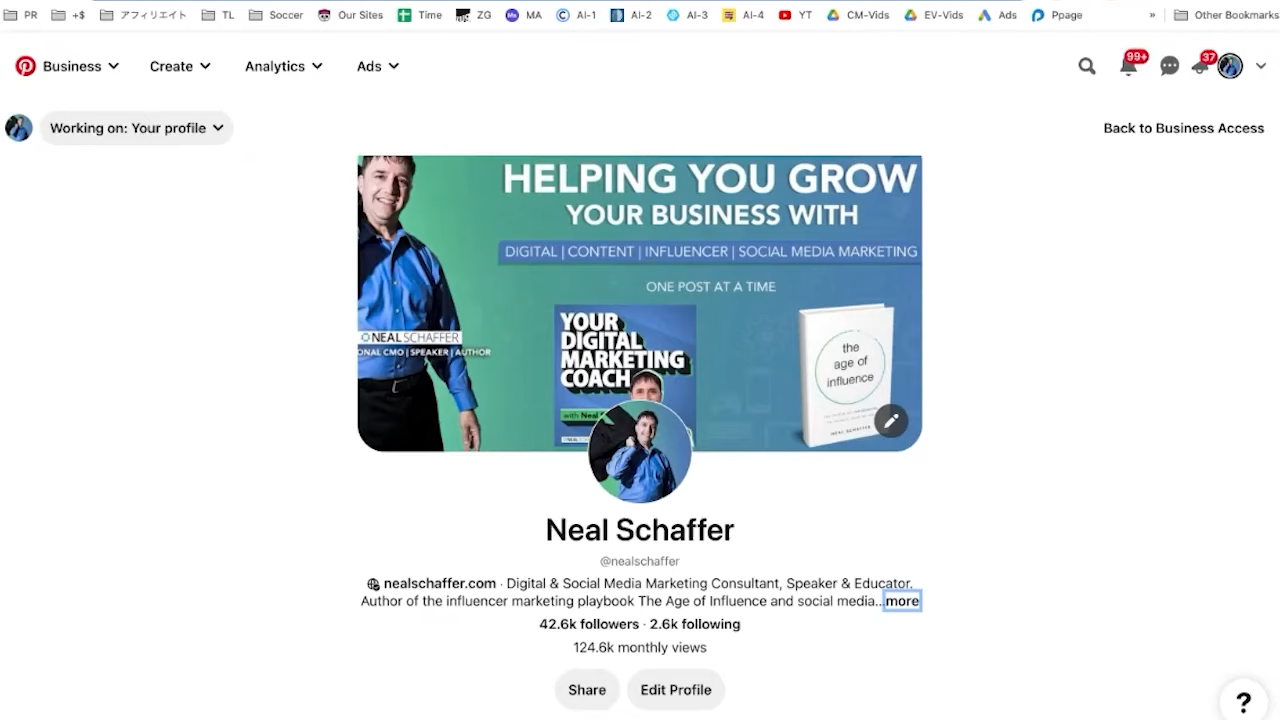 PR +$ アフィリエイト TL Soccer Our Sites Time ZG MA AI-1 AI-2 AI-3 AI-4 YT CM-Vids EV-Vids Ads Ppage » Other Bookmarks
Business Create Analytics Ads 99+ 37
Working on: Your profile Back to Business Access
HELPING YOU GROW
YOUR BUSINESS WITH
DIGITAL | CONTENT | INFLUENCER | SOCIAL MEDIA MARKETING
ONE POST AT A TIME
NEALSCHAFFER
ONAL CMO | SPEAKER | AUTHOR
YOUR
DIGITAL
MARKETING
COACH
with Neal
the
age of
influence
NEAL SCHAFFER
Neal Schaffer
@nealschaffer
nealschaffer.com · Digital & Social Media Marketing Consultant, Speaker & Educator.
Author of the influencer marketing playbook The Age of Influence and social media...more
42.6k followers · 2.6k following
124.6k monthly views
Share Edit Profile
?